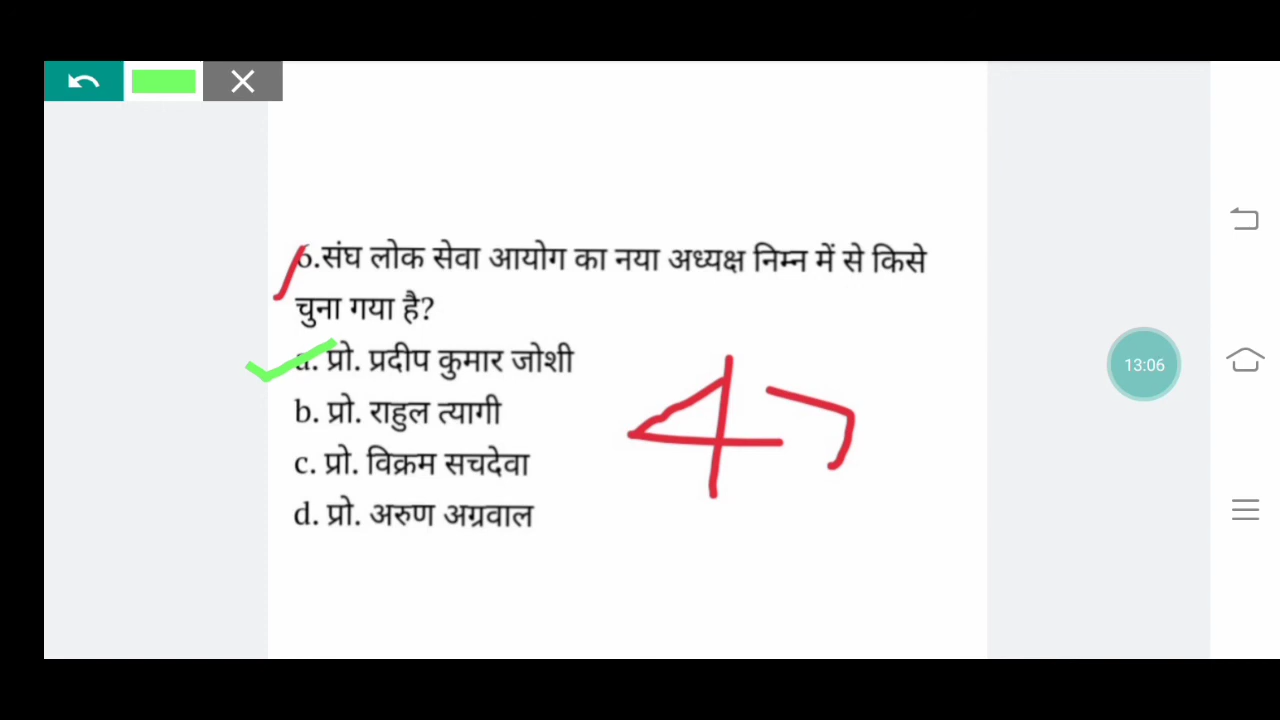 6.संघ लोक सेवा आयोग का नया अध्यक्ष निम्न में से किसे
चुना गया है?
a. प्रो. प्रदीप कुमार जोशी
b. प्रो. राहुल त्यागी
c. प्रो. विक्रम सचदेवा
d. प्रो. अरुण अग्रवाल
47
13:06